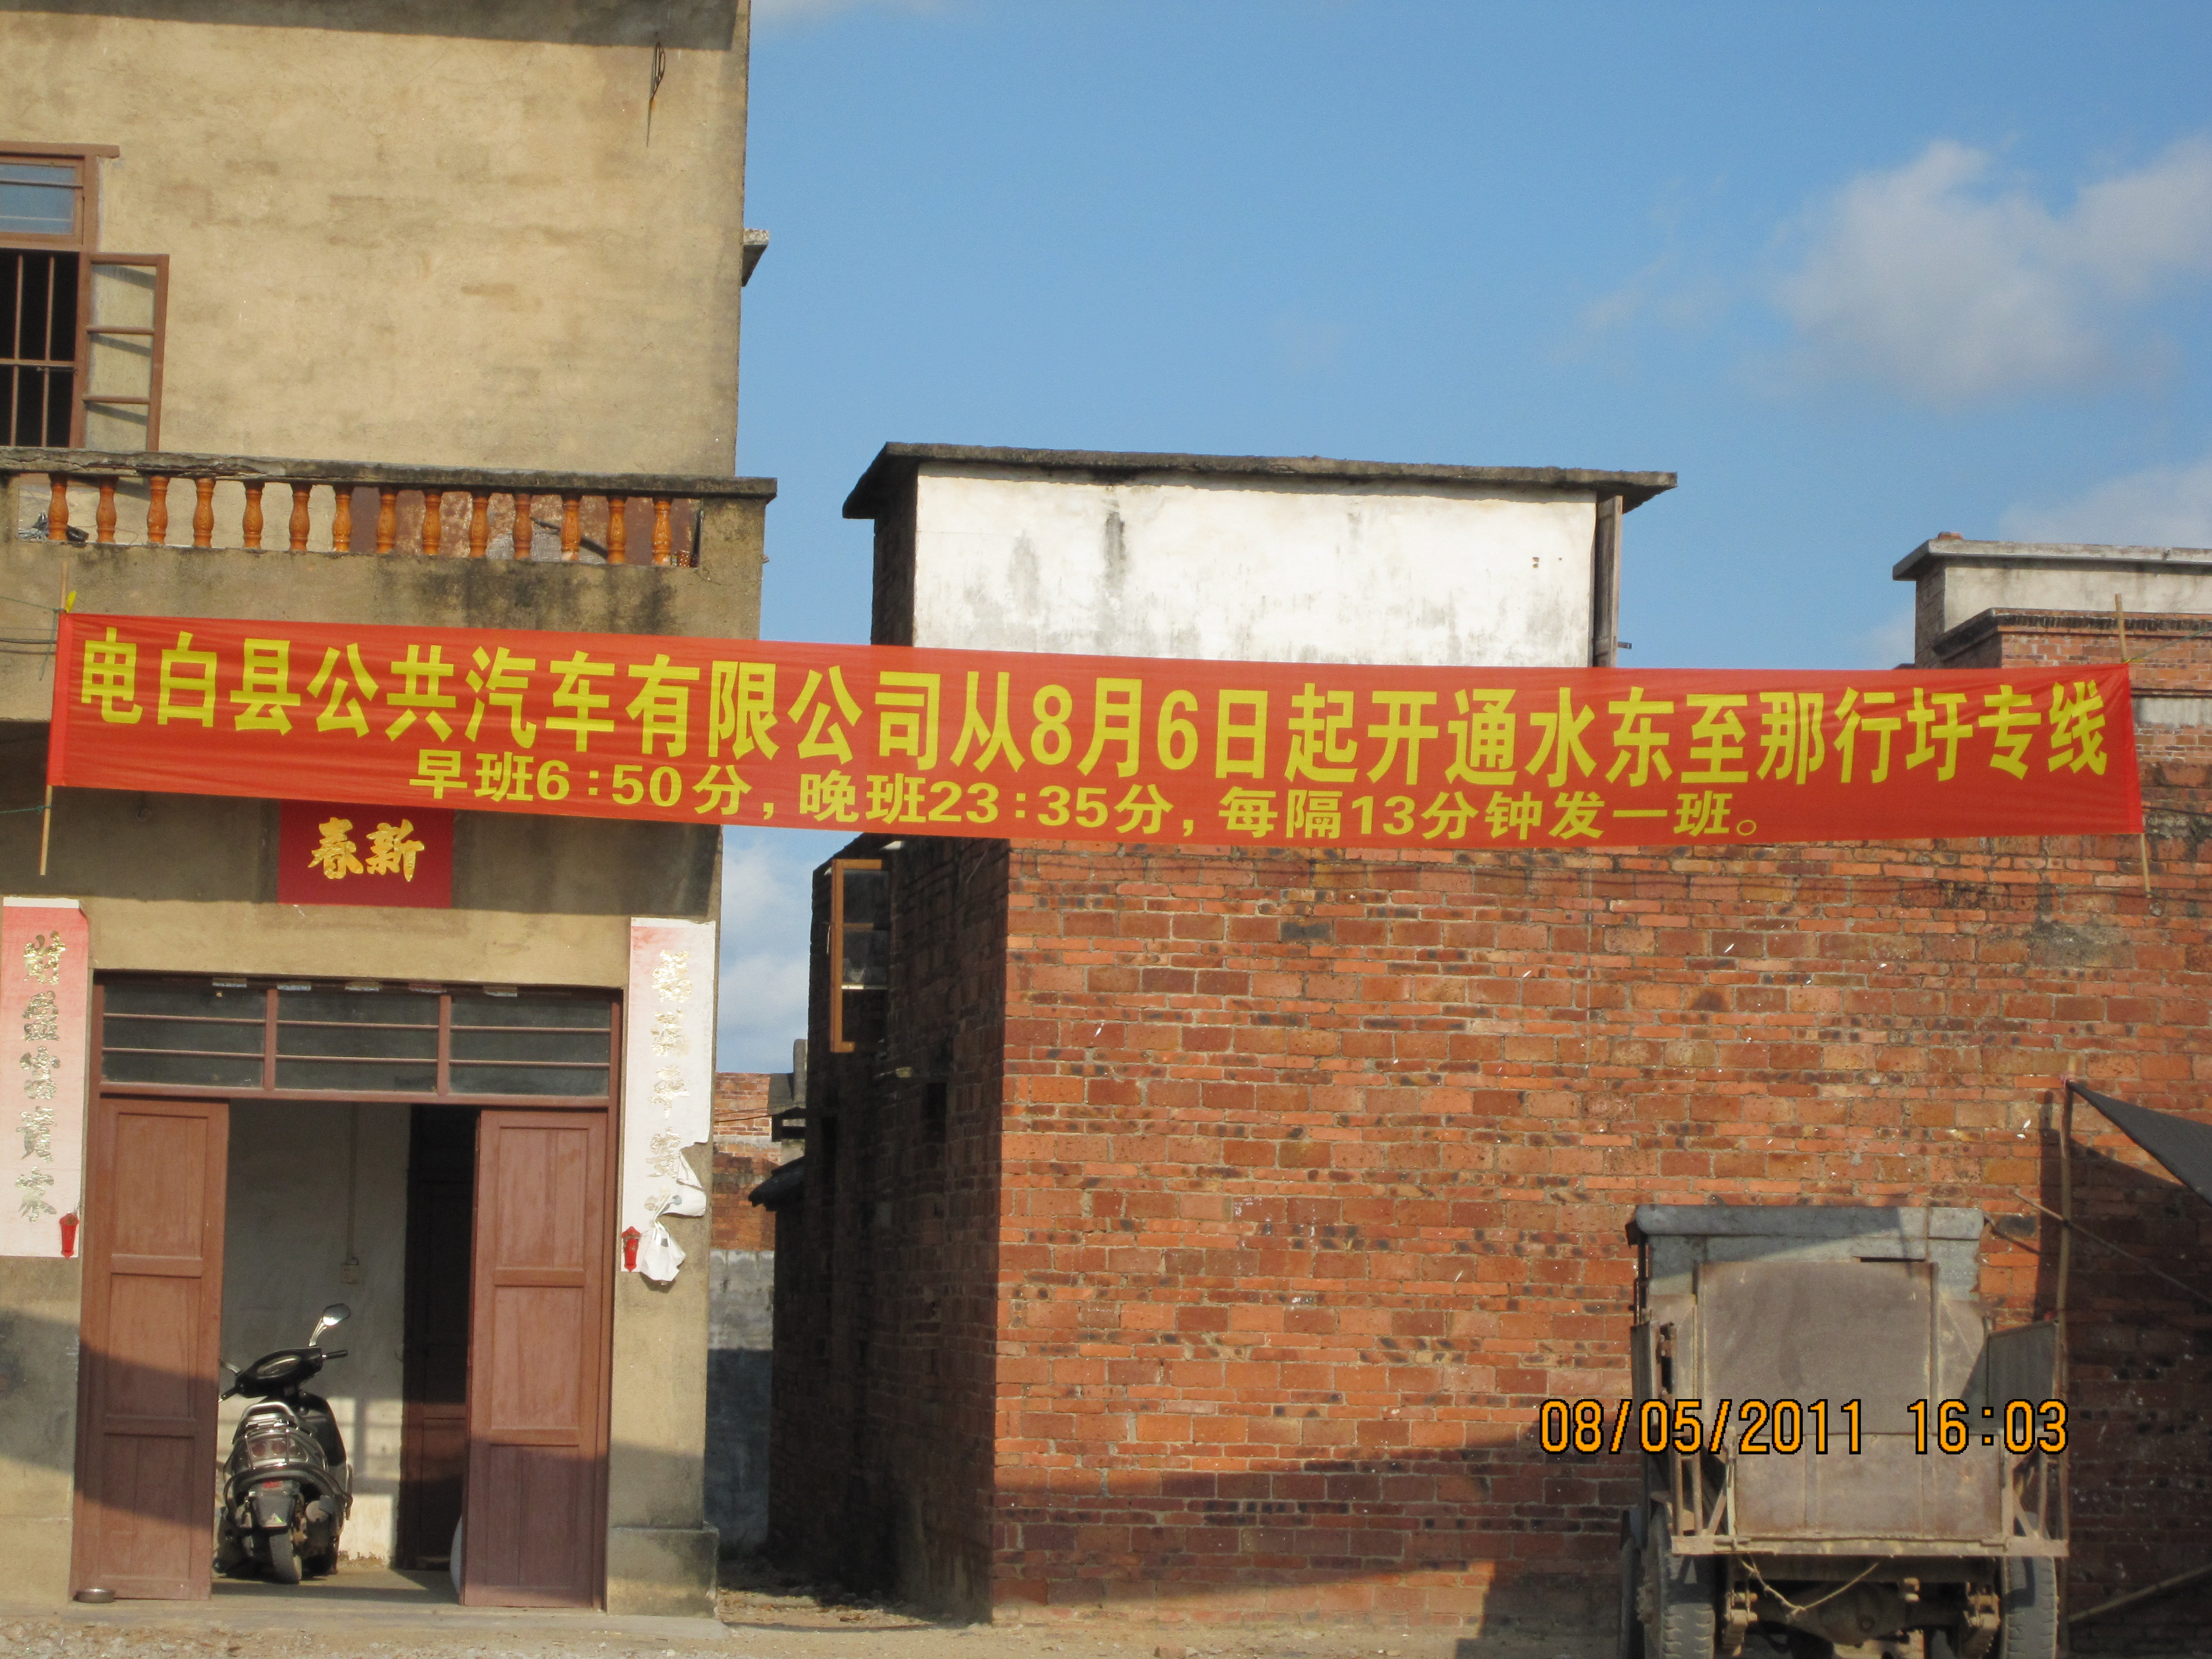 电白县公共汽车有限公司从8月6日起开通水东至那行圩专线
早班6:50分,晚班23:35分,每隔13分钟发一班。
春新
08/05/2011 16:03